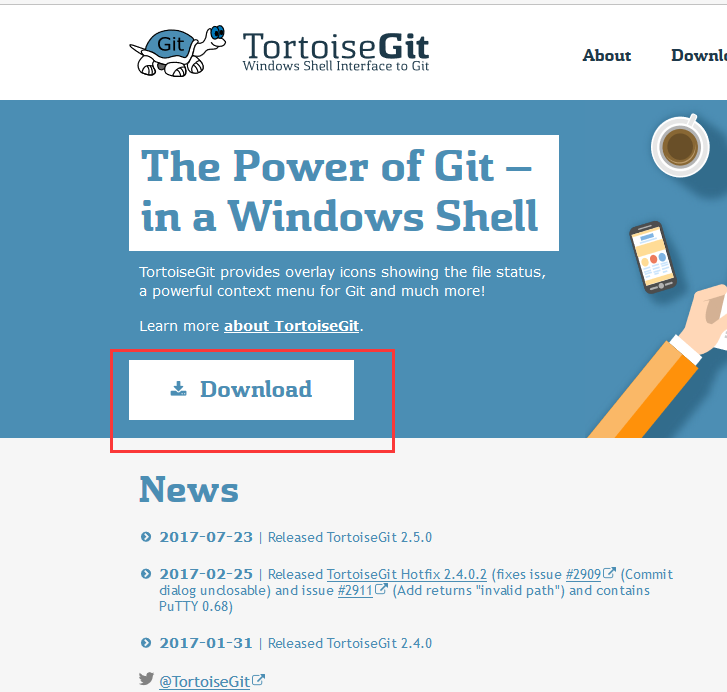 Git
TortoiseGit
Windows Shell Interface to Git
About
The Power of Git –
in a Windows Shell
TortoiseGit provides overlay icons showing the file status,
a powerful context menu for Git and much more!
Learn more about TortoiseGit.
Download
News
2017-07-23 | Released TortoiseGit 2.5.0
2017-02-25 | Released TortoiseGit Hotfix 2.4.0.2 (fixes issue #2909 (Commit
dialog unclosable) and issue #2911 (Add returns "invalid path") and contains
PuTTY 0.68)
2017-01-31 | Released TortoiseGit 2.4.0
@TortoiseGit